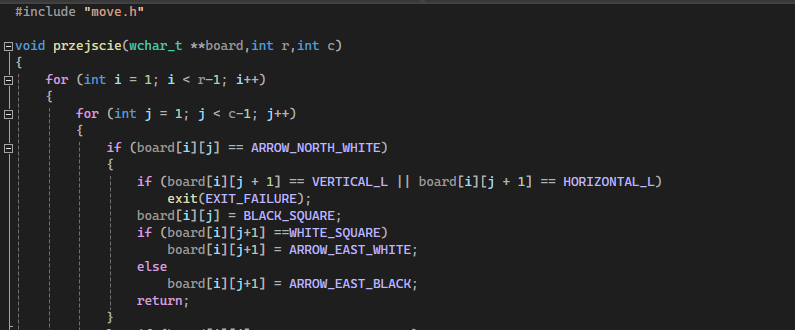 #include "move.h"
void przejscie(wchar_t **board,int r,int c)
{
for (int i = 1; i < r-1; i++)
{
for (int j = 1; j < c-1; j++)
{
if (board[i][j] == ARROW_NORTH_WHITE)
{
if (board[i][j + 1] == VERTICAL_L || board[i][j + 1] == HORIZONTAL_L)
exit(EXIT_FAILURE);
board[i][j] = BLACK_SQUARE;
if (board[i][j+1] ==WHITE_SQUARE)
board[i][j+1] = ARROW_EAST_WHITE;
else
board[i][j+1] = ARROW_EAST_BLACK;
return;
}